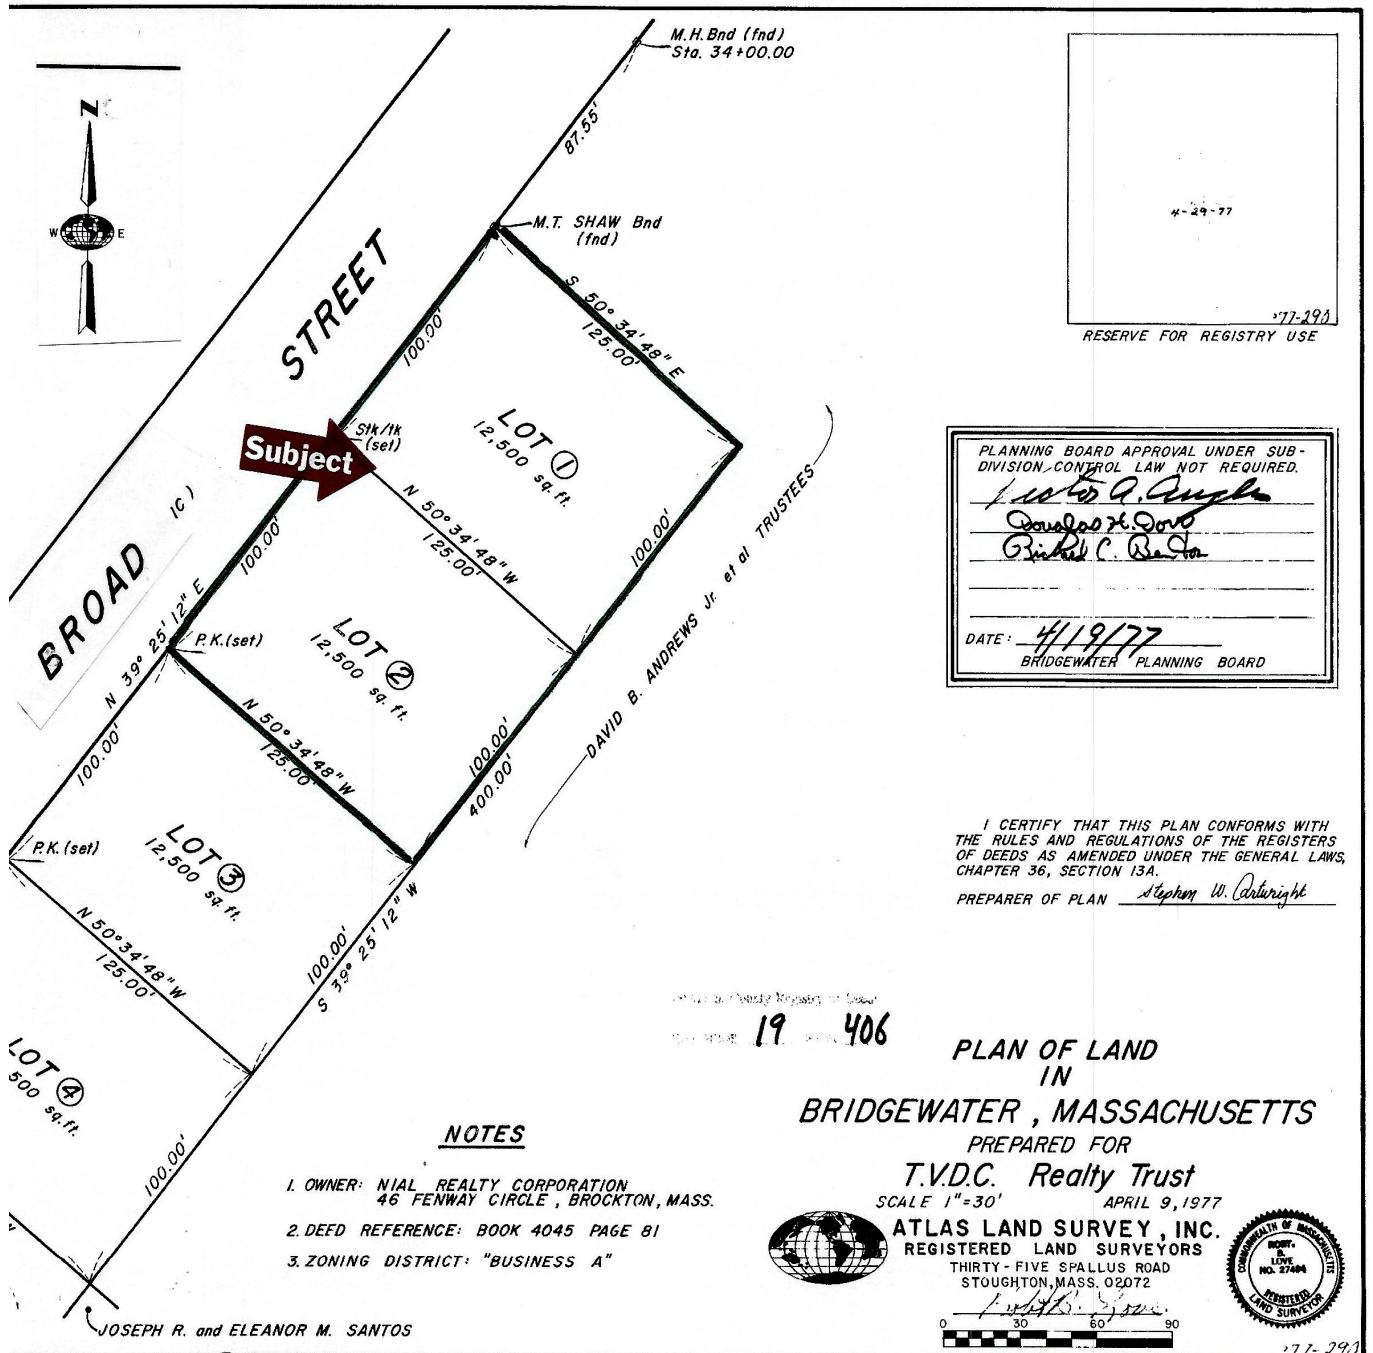 M.H. Bnd (fnd)
Sta. 34+00.00
87.55'
N
W E
M.T. SHAW Bnd
(fnd)
4-29-77
'77-290
RESERVE FOR REGISTRY USE
BROAD STREET
(C)
S 50° 34' 48" E
125.00'
100.00'
Stk/tk
(set)
Subject
LOT 1
12,500 sq. ft.
N 50° 34' 48" W
125.00'
100.00'
100.00'
DAVID B. ANDREWS Jr. et al TRUSTEES
PLANNING BOARD APPROVAL UNDER SUB-
DIVISION CONTROL LAW NOT REQUIRED.
Richard C.
DATE: 4/19/77
BRIDGEWATER PLANNING BOARD
N 39° 25' 12" E
P.K. (set)
LOT 2
12,500 sq. ft.
N 50° 34' 48" W
125.00'
100.00'
400.00'
100.00'
P.K. (set)
LOT 3
12,500 sq. ft.
100.00'
S 39° 25' 12" W
N 50° 34' 48" W
125.00'
LOT 4
500 sq. ft.
100.00'
I CERTIFY THAT THIS PLAN CONFORMS WITH
THE RULES AND REGULATIONS OF THE REGISTERS
OF DEEDS AS AMENDED UNDER THE GENERAL LAWS,
CHAPTER 36, SECTION 13A.
PREPARER OF PLAN Stephen W. Cartwright
19 406
NOTES
1. OWNER: NIAL REALTY CORPORATION
46 FENWAY CIRCLE, BROCKTON, MASS.
2. DEED REFERENCE: BOOK 4045 PAGE 81
3. ZONING DISTRICT: "BUSINESS A"
JOSEPH R. and ELEANOR M. SANTOS
PLAN OF LAND
IN
BRIDGEWATER, MASSACHUSETTS
PREPARED FOR
T.V.D.C. Realty Trust
SCALE 1"=30' APRIL 9, 1977
ATLAS LAND SURVEY, INC.
REGISTERED LAND SURVEYORS
THIRTY-FIVE SPALLUS ROAD
STOUGHTON, MASS. 02072
0 30 60 90
COMMONWEALTH OF MASSACHUSETTS
ROBT.
B.
LOVE
NO. 27494
REGISTERED
LAND SURVEYOR
'77-290